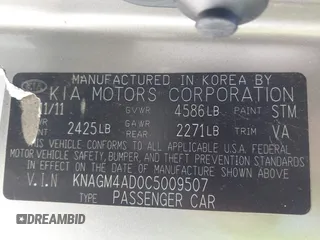 MANUFACTURED IN KOREA BY
KIA MOTORS CORPORATION
11/11 GVWR 4586LB PAINT STM
2425LB GAWR REAR 2271LB TRIM VA
THIS VEHICLE CONFORMS TO ALL APPLICABLE U.S.A. FEDERAL
MOTOR VEHICLE SAFETY, BUMPER, AND THEFT PREVENTION STANDARDS
IN EFFECT ON THE DATE OF MANUFACTURE SHOWN ABOVE.
V.I.N KNAGM4AD0C5009507
TYPE PASSENGER CAR
DREAMBID